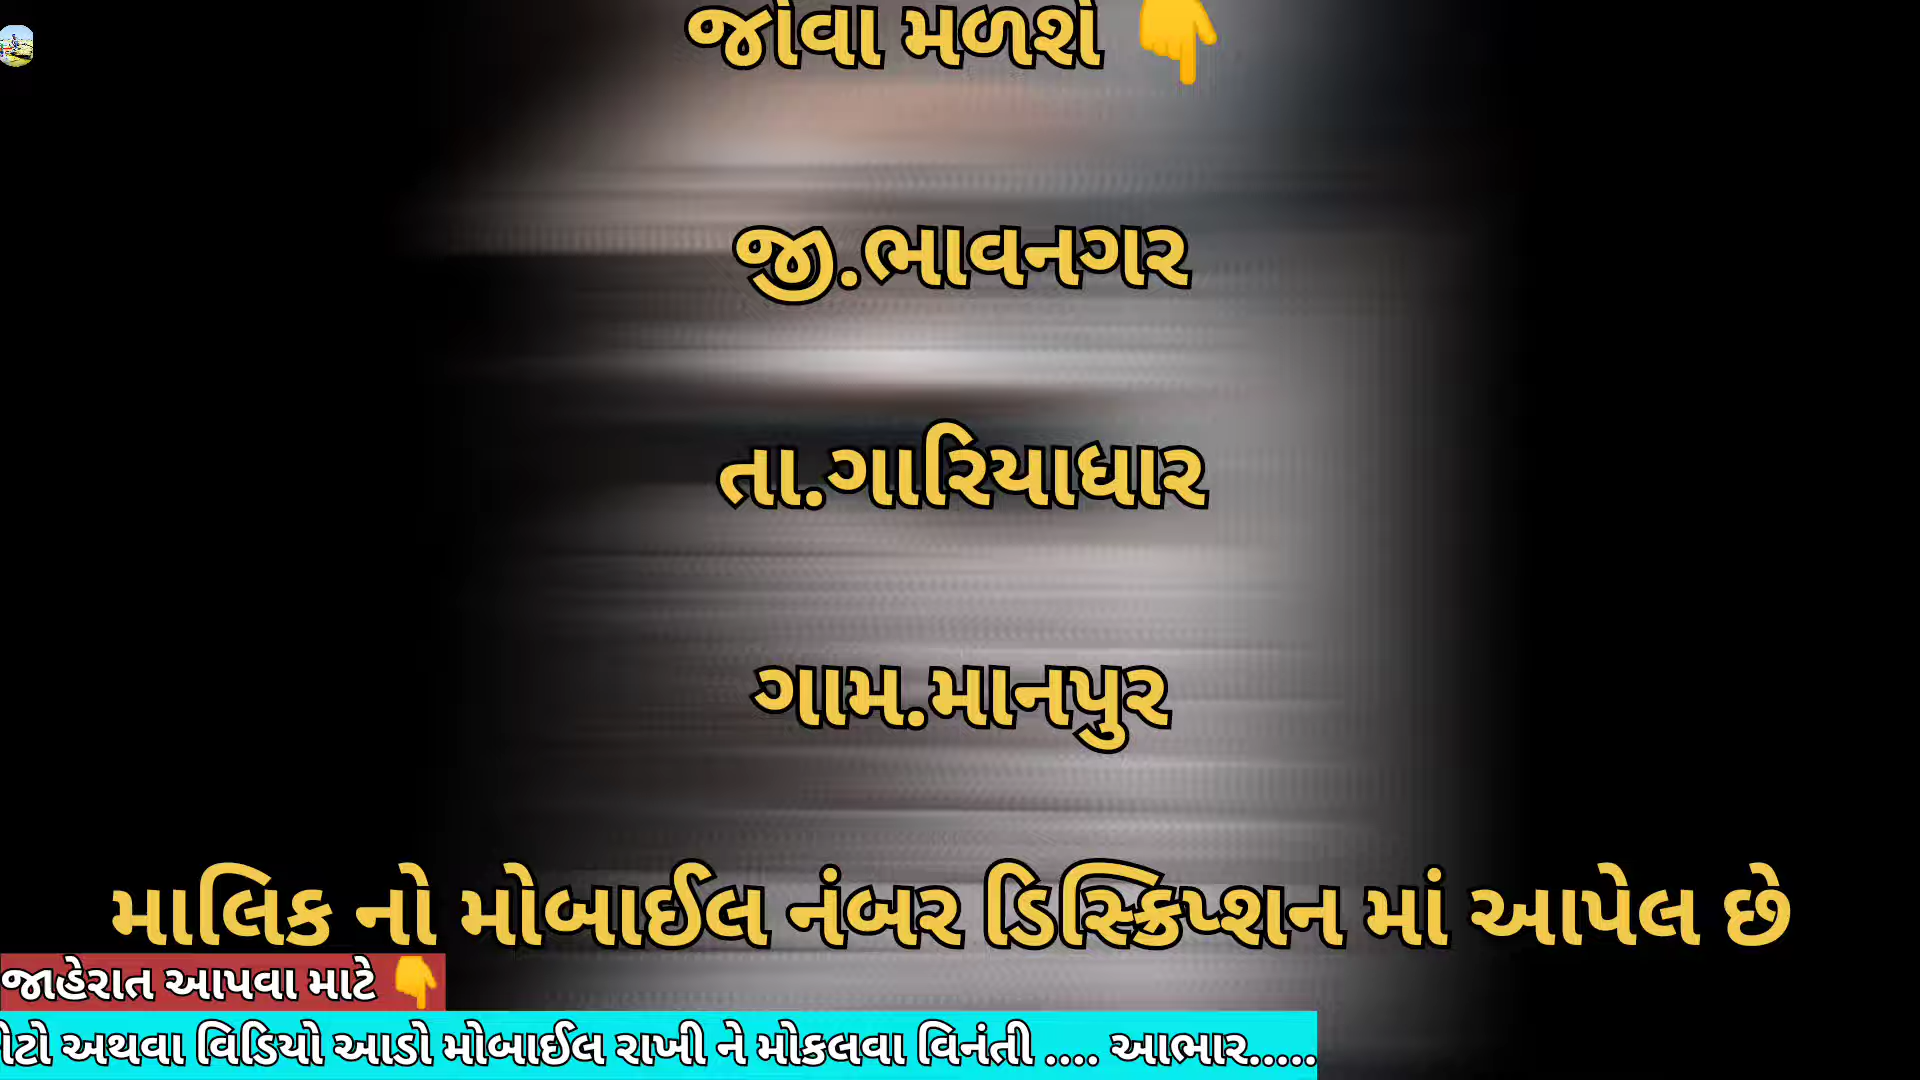 જોવા મળશે 👇
જી.ભાવનગર
તા.ગારિયાધાર
ગામ.માનપુર
માલિક નો મોબાઈલ નંબર ડિસ્ક્રિપ્શન માં આપેલ છે
જાહેરાત આપવા માટે 👇
અથવા વિડિયો આડો મોબાઈલ રાખી ને મોકલવા વિનંતી .... આભાર.....